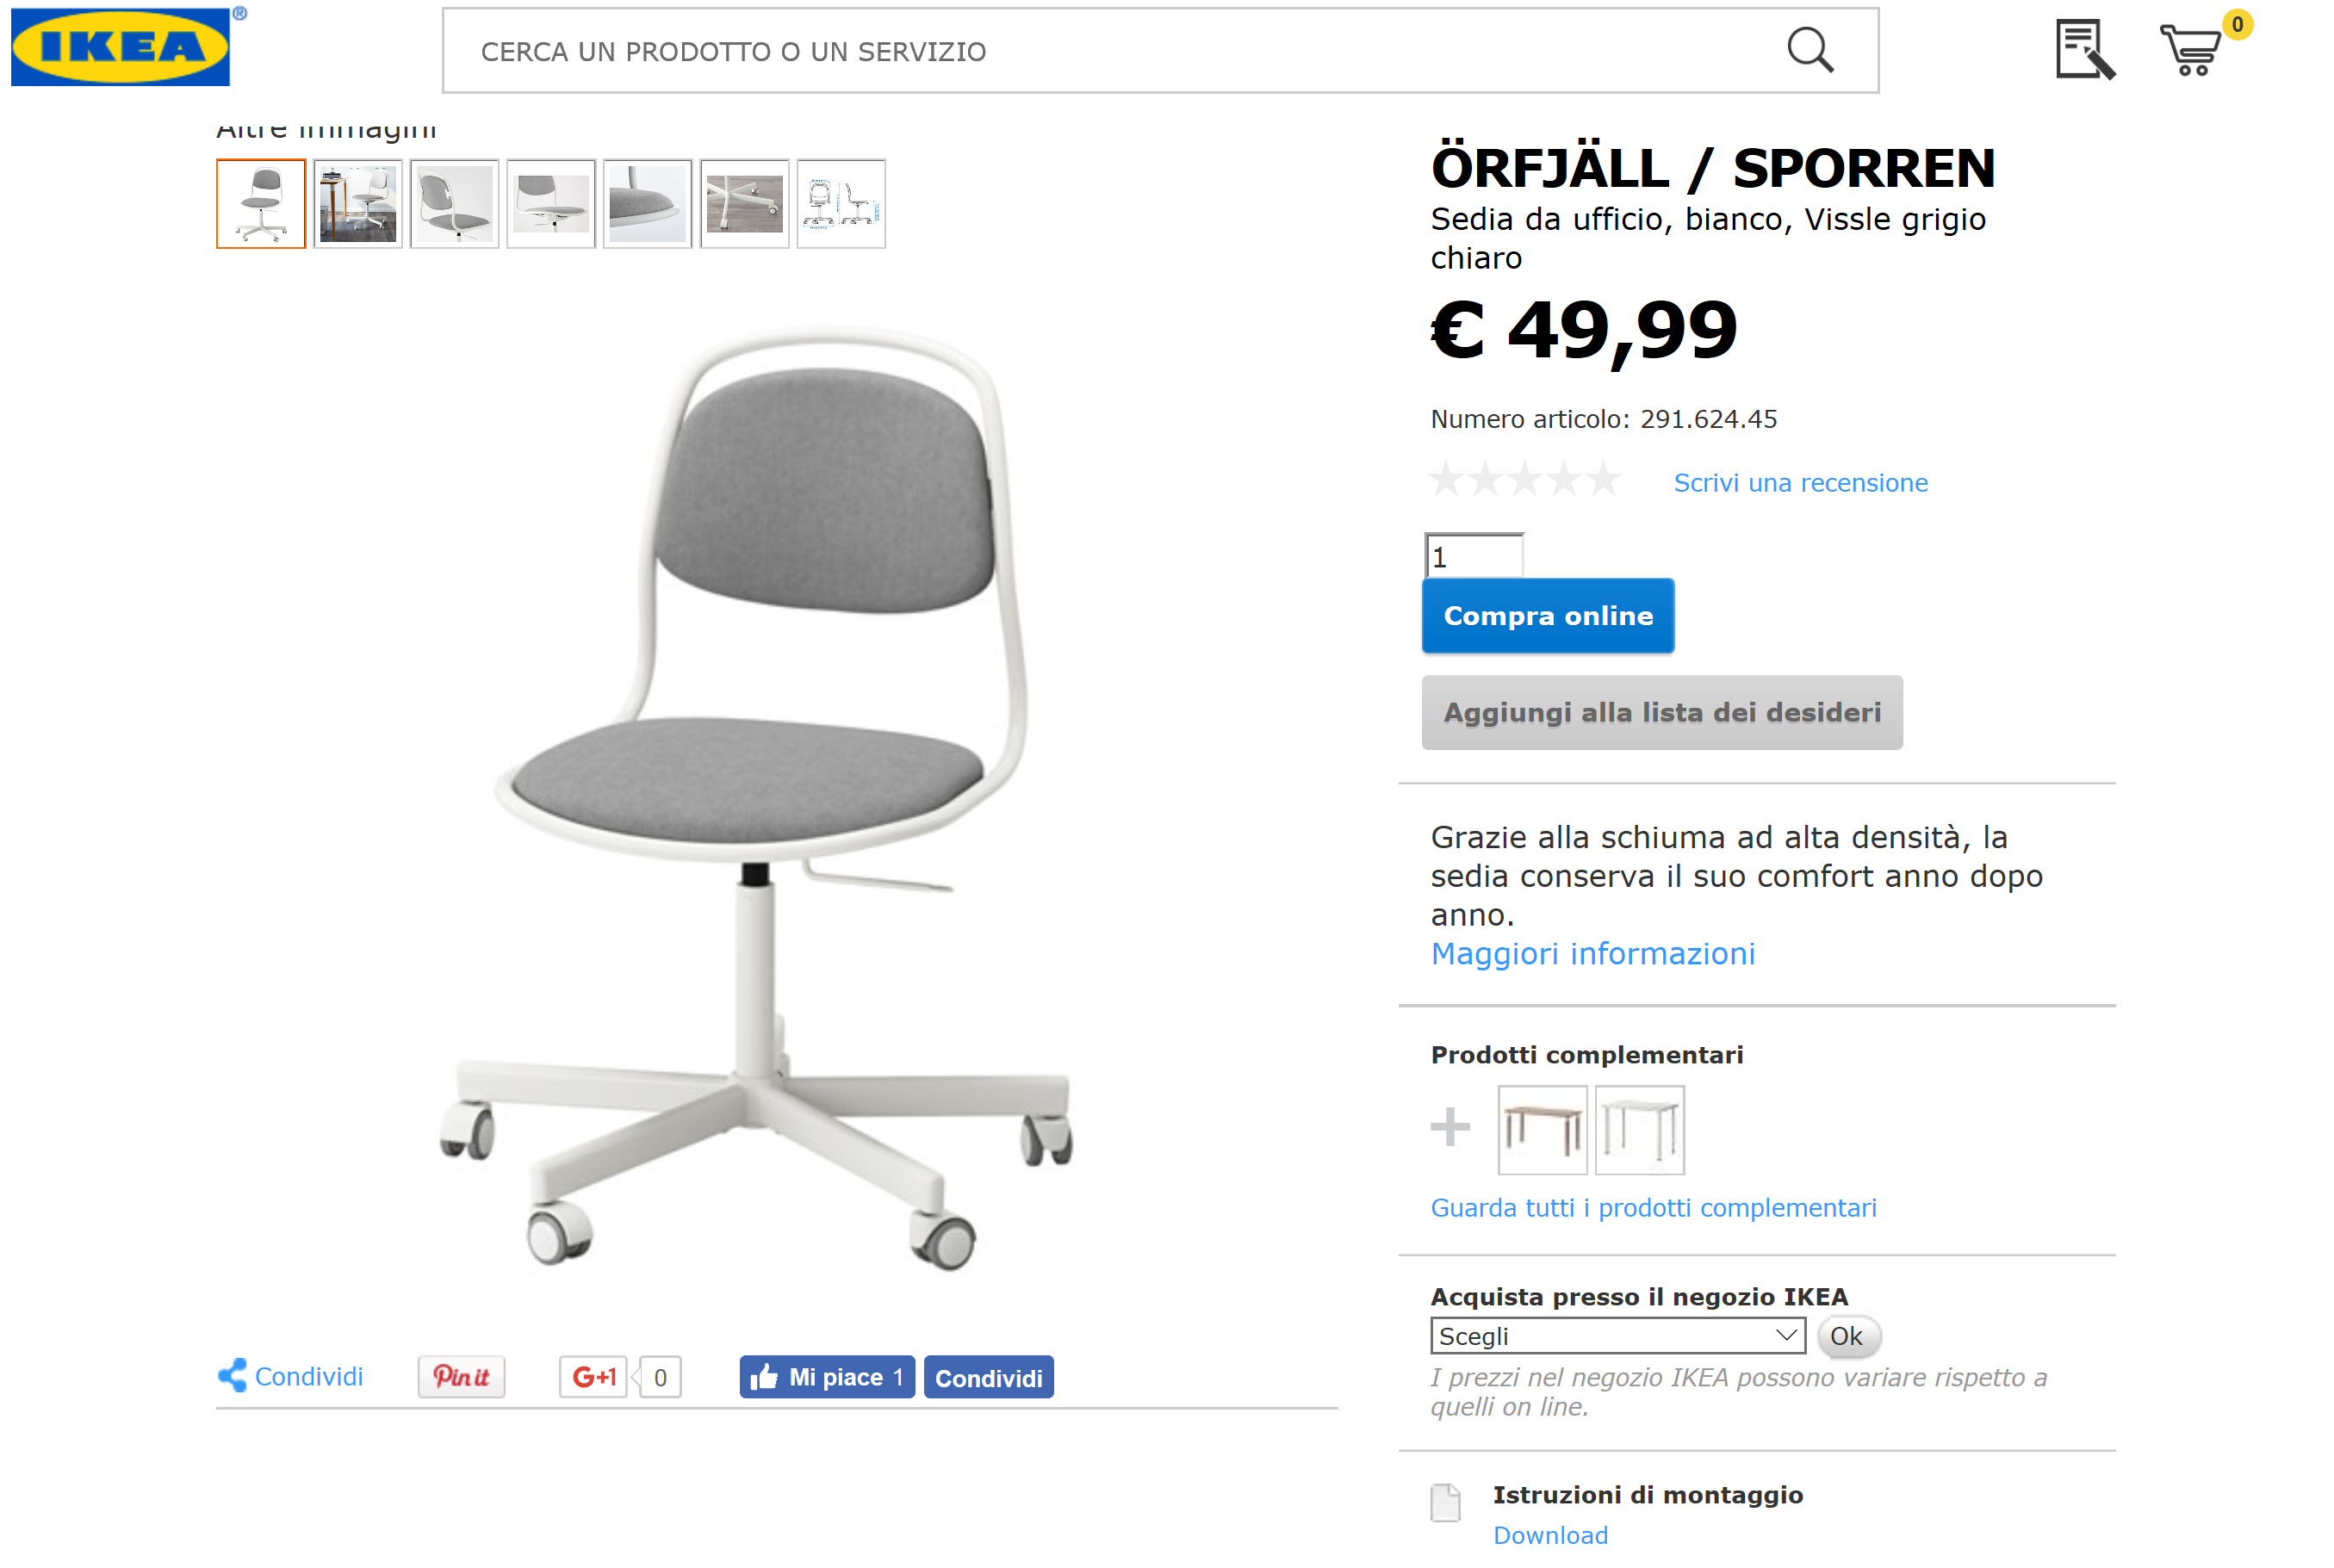 IKEA®
CERCA UN PRODOTTO O UN SERVIZIO
0
Altre immagini
ÖRFJÄLL / SPORREN
Sedia da ufficio, bianco, Vissle grigio
chiaro
€ 49,99
Numero articolo: 291.624.45
Scrivi una recensione
1
Compra online
Aggiungi alla lista dei desideri
Grazie alla schiuma ad alta densità, la
sedia conserva il suo comfort anno dopo
anno.
Maggiori informazioni
Prodotti complementari
Guarda tutti i prodotti complementari
Acquista presso il negozio IKEA
Scegli
Ok
I prezzi nel negozio IKEA possono variare rispetto a
quelli on line.
Istruzioni di montaggio
Download
Condividi
Pin it
G+1
0
Mi piace 1
Condividi